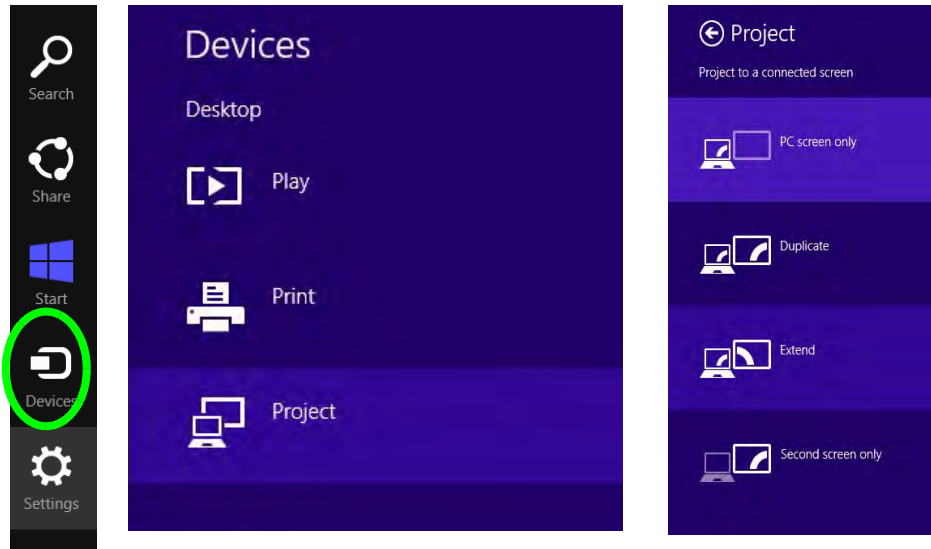 Search
Share
Start
Devices
Settings
Devices
Desktop
Play
Print
Project
Project
Project to a connected screen
PC screen only
Duplicate
Extend
Second screen only